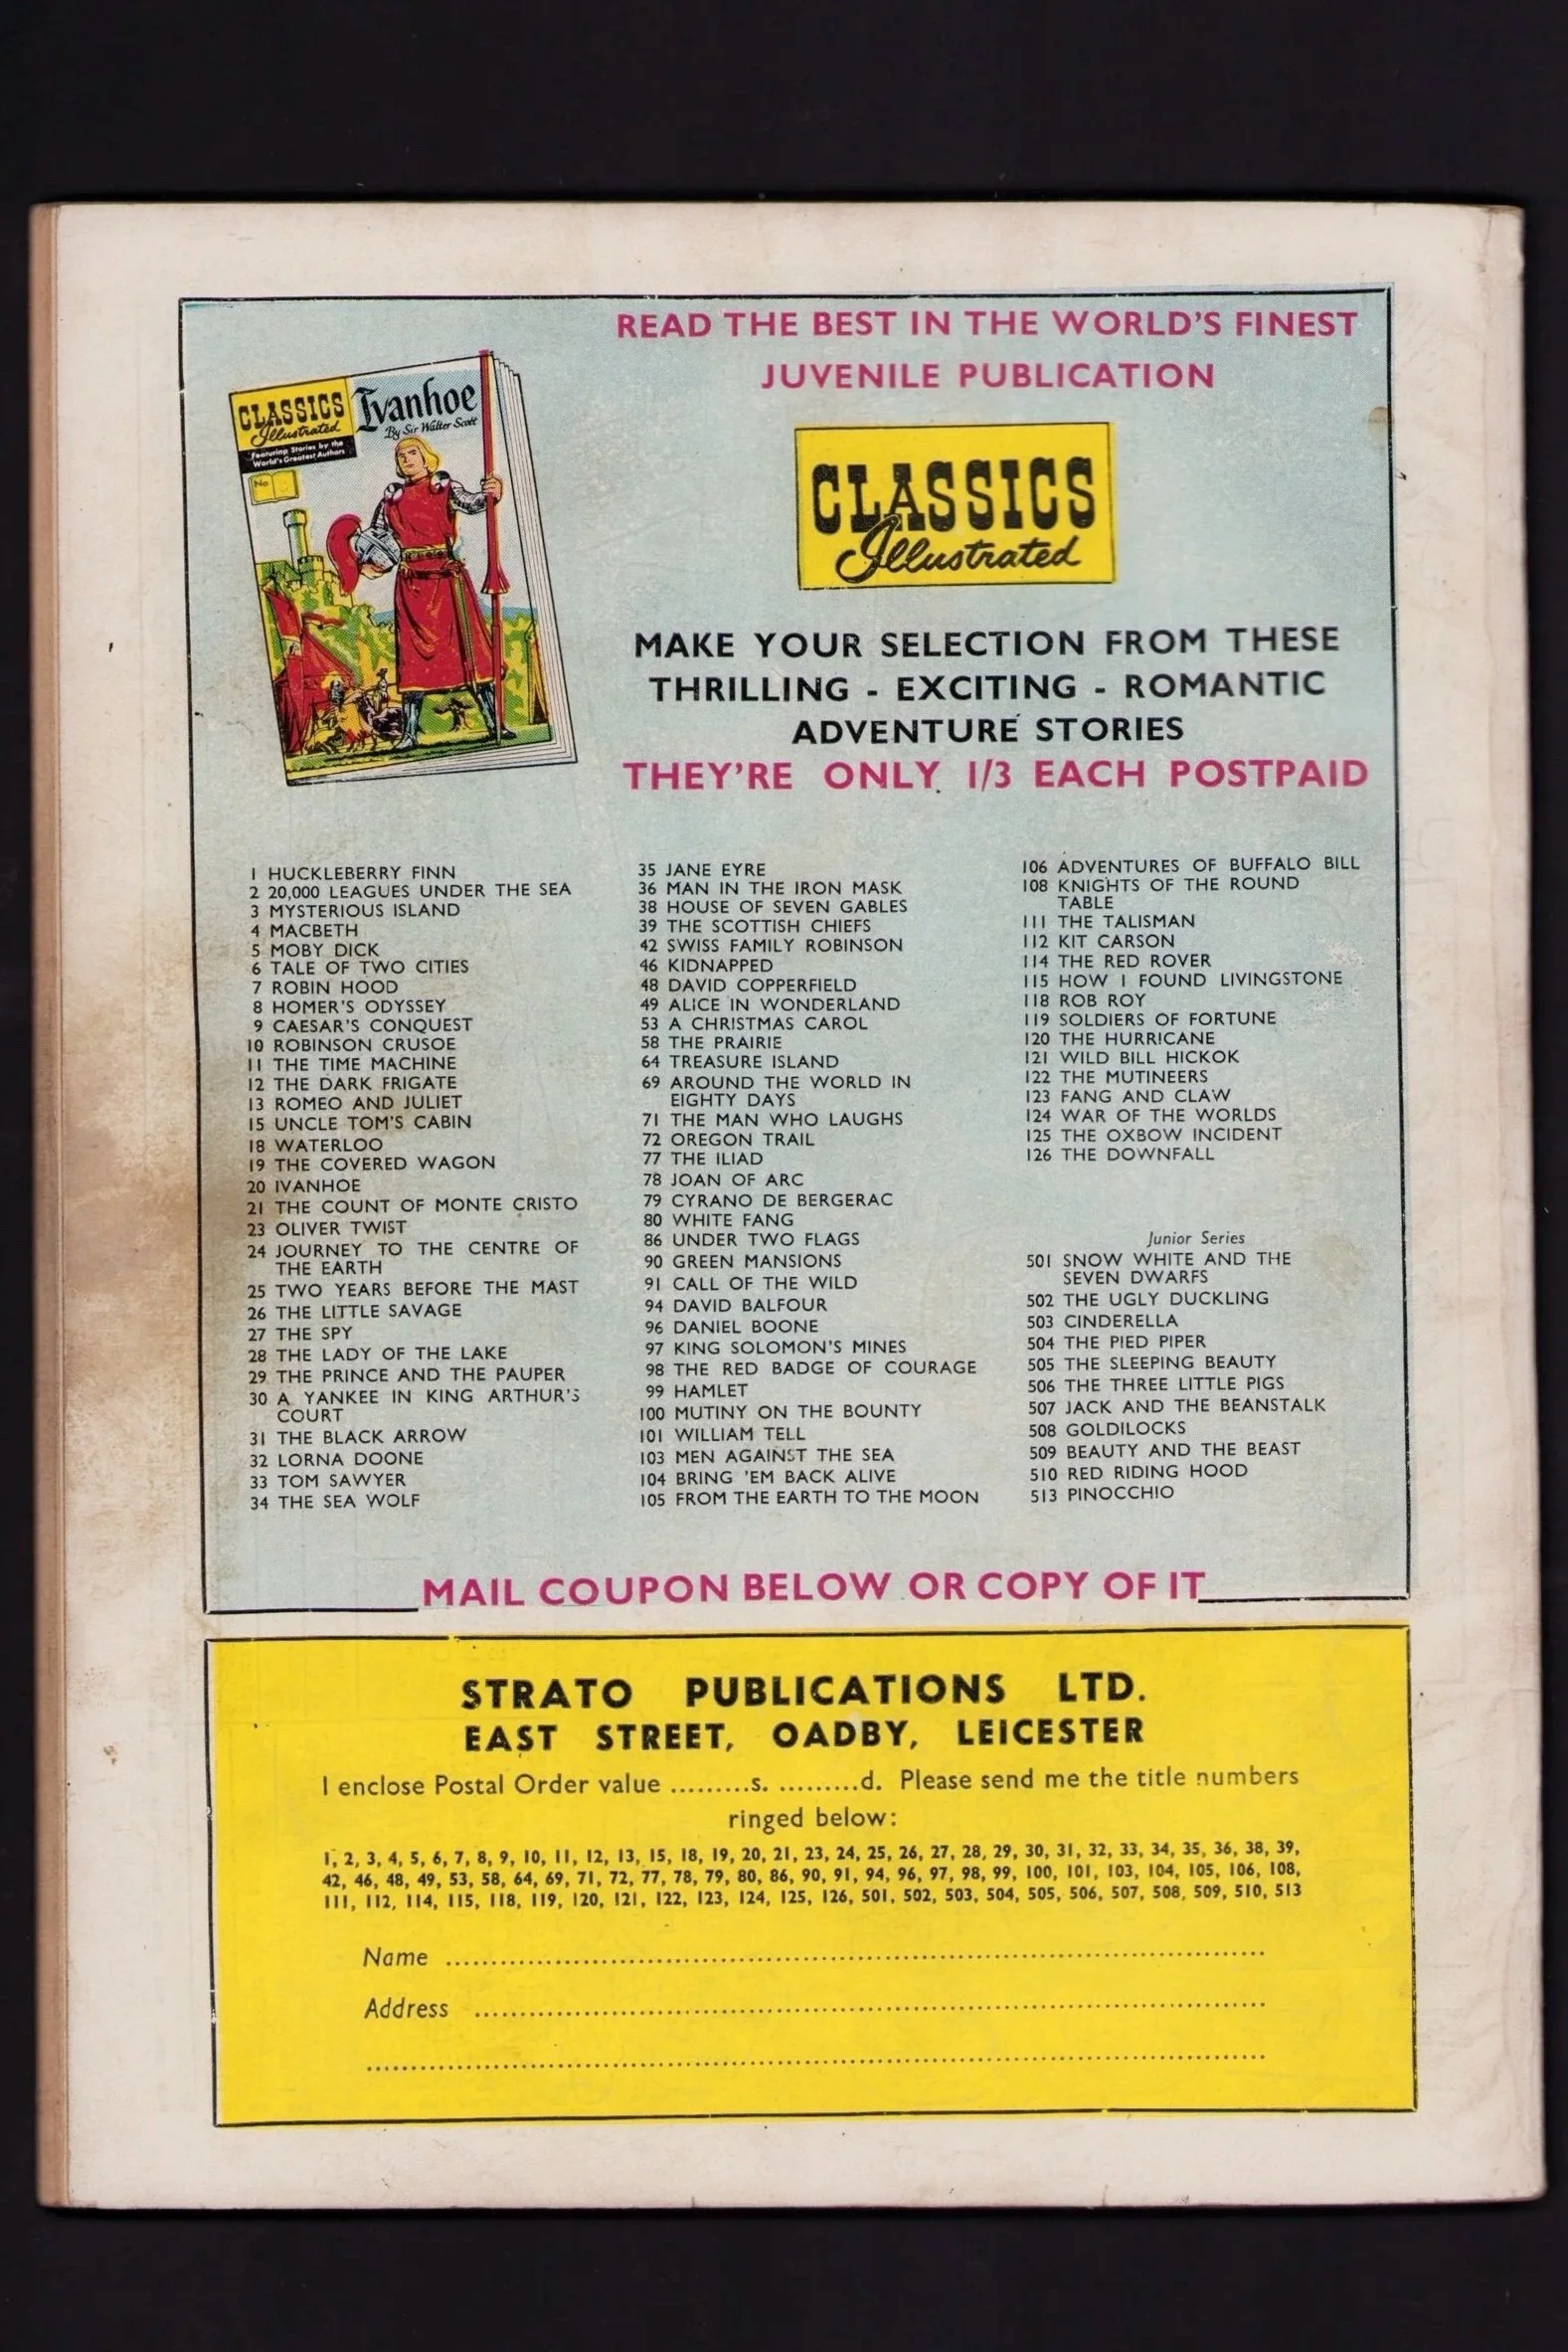 READ THE BEST IN THE WORLD'S FINEST
JUVENILE PUBLICATION
CLASSICS
Illustrated
Featuring Stories by the
World's Greatest Authors
No
Ivanhoe
By Sir Walter Scott
CLASSICS
Illustrated
MAKE YOUR SELECTION FROM THESE
THRILLING - EXCITING - ROMANTIC
ADVENTURE STORIES
THEY'RE ONLY 1/3 EACH POSTPAID
1 HUCKLEBERRY FINN
2 20,000 LEAGUES UNDER THE SEA
3 MYSTERIOUS ISLAND
4 MACBETH
5 MOBY DICK
6 TALE OF TWO CITIES
7 ROBIN HOOD
8 HOMER'S ODYSSEY
9 CAESAR'S CONQUEST
10 ROBINSON CRUSOE
11 THE TIME MACHINE
12 THE DARK FRIGATE
13 ROMEO AND JULIET
15 UNCLE TOM'S CABIN
18 WATERLOO
19 THE COVERED WAGON
20 IVANHOE
21 THE COUNT OF MONTE CRISTO
23 OLIVER TWIST
24 JOURNEY TO THE CENTRE OF
THE EARTH
25 TWO YEARS BEFORE THE MAST
26 THE LITTLE SAVAGE
27 THE SPY
28 THE LADY OF THE LAKE
29 THE PRINCE AND THE PAUPER
30 A YANKEE IN KING ARTHUR'S
COURT
31 THE BLACK ARROW
32 LORNA DOONE
33 TOM SAWYER
34 THE SEA WOLF
35 JANE EYRE
36 MAN IN THE IRON MASK
38 HOUSE OF SEVEN GABLES
39 THE SCOTTISH CHIEFS
42 SWISS FAMILY ROBINSON
46 KIDNAPPED
48 DAVID COPPERFIELD
49 ALICE IN WONDERLAND
53 A CHRISTMAS CAROL
58 THE PRAIRIE
64 TREASURE ISLAND
69 AROUND THE WORLD IN
EIGHTY DAYS
71 THE MAN WHO LAUGHS
72 OREGON TRAIL
77 THE ILIAD
78 JOAN OF ARC
79 CYRANO DE BERGERAC
80 WHITE FANG
86 UNDER TWO FLAGS
90 GREEN MANSIONS
91 CALL OF THE WILD
94 DAVID BALFOUR
96 DANIEL BOONE
97 KING SOLOMON'S MINES
98 THE RED BADGE OF COURAGE
99 HAMLET
100 MUTINY ON THE BOUNTY
101 WILLIAM TELL
103 MEN AGAINST THE SEA
104 BRING 'EM BACK ALIVE
105 FROM THE EARTH TO THE MOON
106 ADVENTURES OF BUFFALO BILL
108 KNIGHTS OF THE ROUND
TABLE
111 THE TALISMAN
112 KIT CARSON
114 THE RED ROVER
115 HOW I FOUND LIVINGSTONE
118 ROB ROY
119 SOLDIERS OF FORTUNE
120 THE HURRICANE
121 WILD BILL HICKOK
122 THE MUTINEERS
123 FANG AND CLAW
124 WAR OF THE WORLDS
125 THE OXBOW INCIDENT
126 THE DOWNFALL
Junior Series
501 SNOW WHITE AND THE
SEVEN DWARFS
502 THE UGLY DUCKLING
503 CINDERELLA
504 THE PIED PIPER
505 THE SLEEPING BEAUTY
506 THE THREE LITTLE PIGS
507 JACK AND THE BEANSTALK
508 GOLDILOCKS
509 BEAUTY AND THE BEAST
510 RED RIDING HOOD
513 PINOCCHIO
MAIL COUPON BELOW OR COPY OF IT
STRATO PUBLICATIONS LTD.
EAST STREET, OADBY, LEICESTER
I enclose Postal Order value .........s. .........d. Please send me the title numbers
ringed below:
1, 2, 3, 4, 5, 6, 7, 8, 9, 10, 11, 12, 13, 15, 18, 19, 20, 21, 23, 24, 25, 26, 27, 28, 29, 30, 31, 32, 33, 34, 35, 36, 38, 39,
42, 46, 48, 49, 53, 58, 64, 69, 71, 72, 77, 78, 79, 80, 86, 90, 91, 94, 96, 97, 98, 99, 100, 101, 103, 104, 105, 106, 108,
111, 112, 114, 115, 118, 119, 120, 121, 122, 123, 124, 125, 126, 501, 502, 503, 504, 505, 506, 507, 508, 509, 510, 513
Name
Address